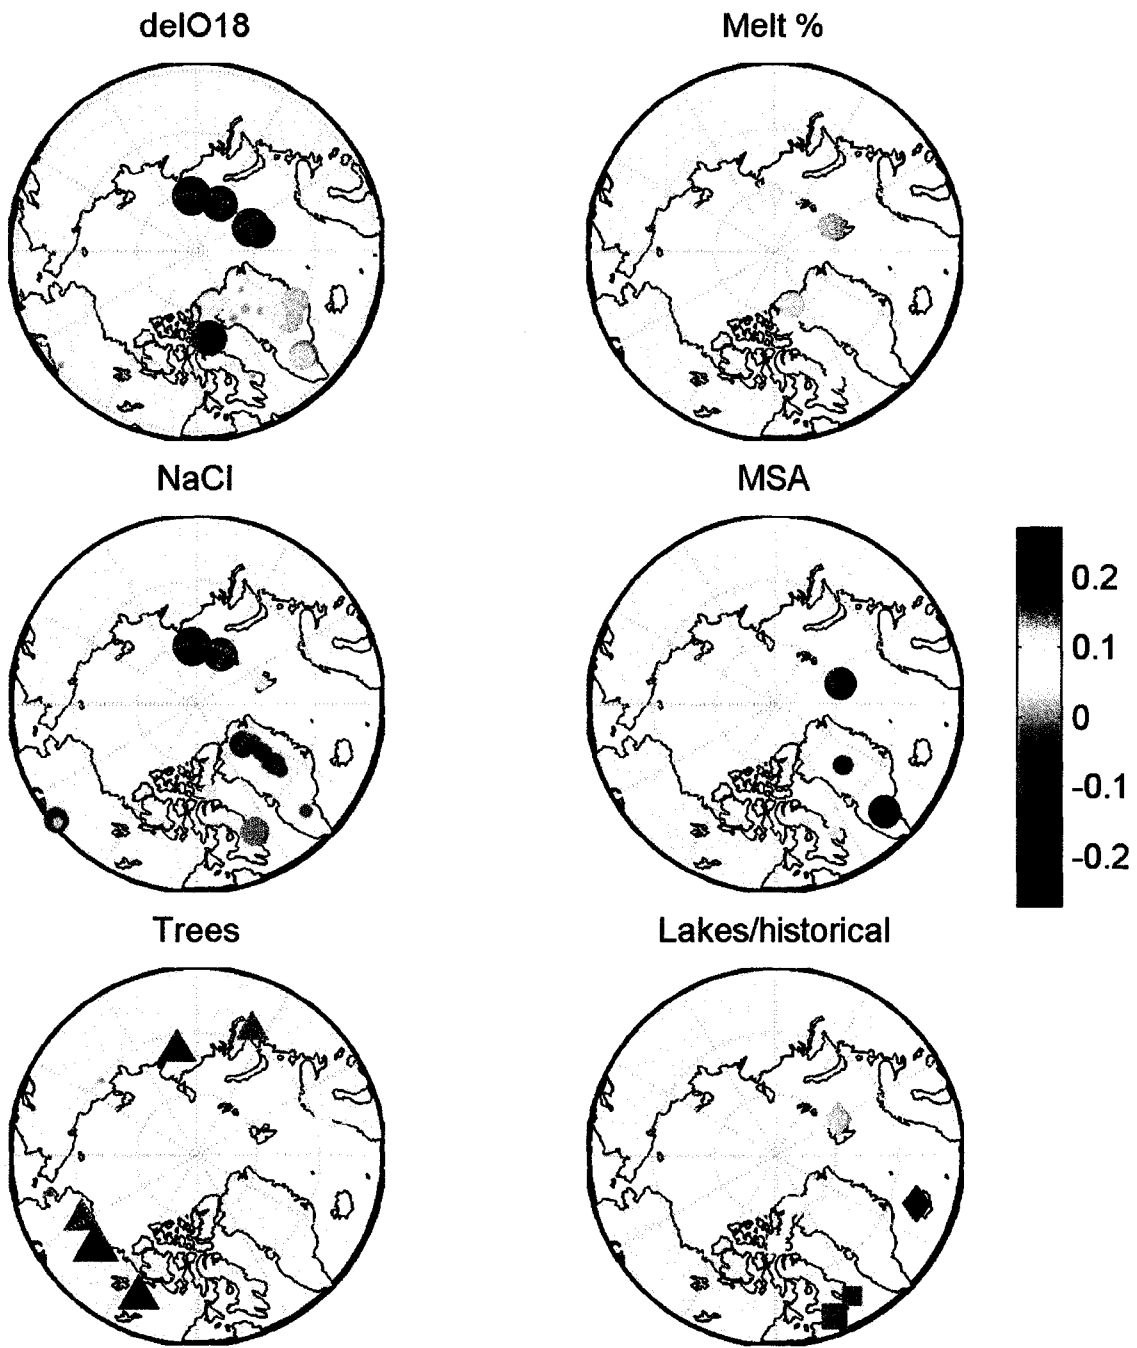 delO18
Melt %
NaCl
MSA
0.2
0.1
0
-0.1
-0.2
Trees
Lakes/historical